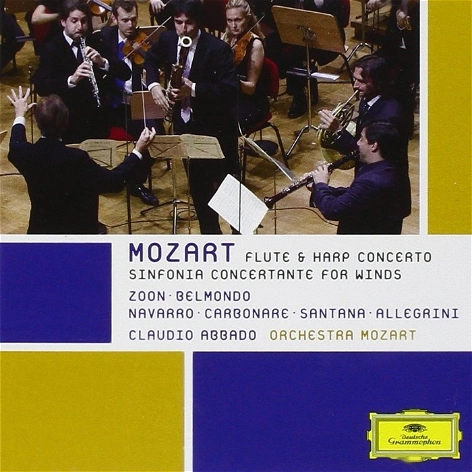 MOZART FLUTE & HARP CONCERTO
SINFONIA CONCERTANTE FOR WINDS
ZOON · BELMONDO
NAVARRO · CARBONARE · SANTANA · ALLEGRINI
CLAUDIO ABBADO ORCHESTRA MOZART
Deutsche
Grammophon